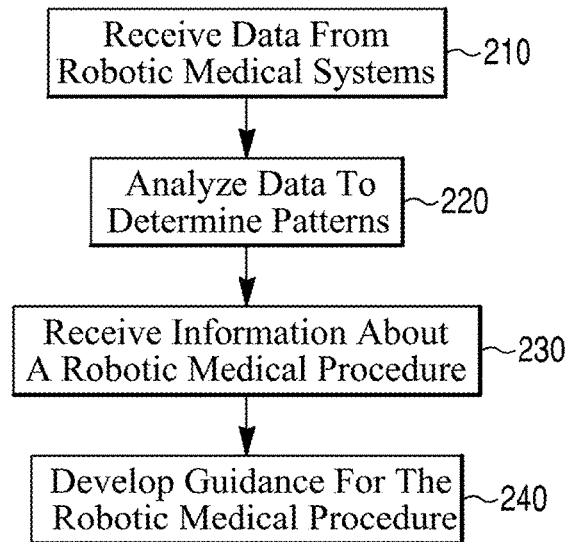 Receive Data From
Robotic Medical Systems
210
Analyze Data To
Determine Patterns
220
Receive Information About
A Robotic Medical Procedure
230
Develop Guidance For The
Robotic Medical Procedure
240